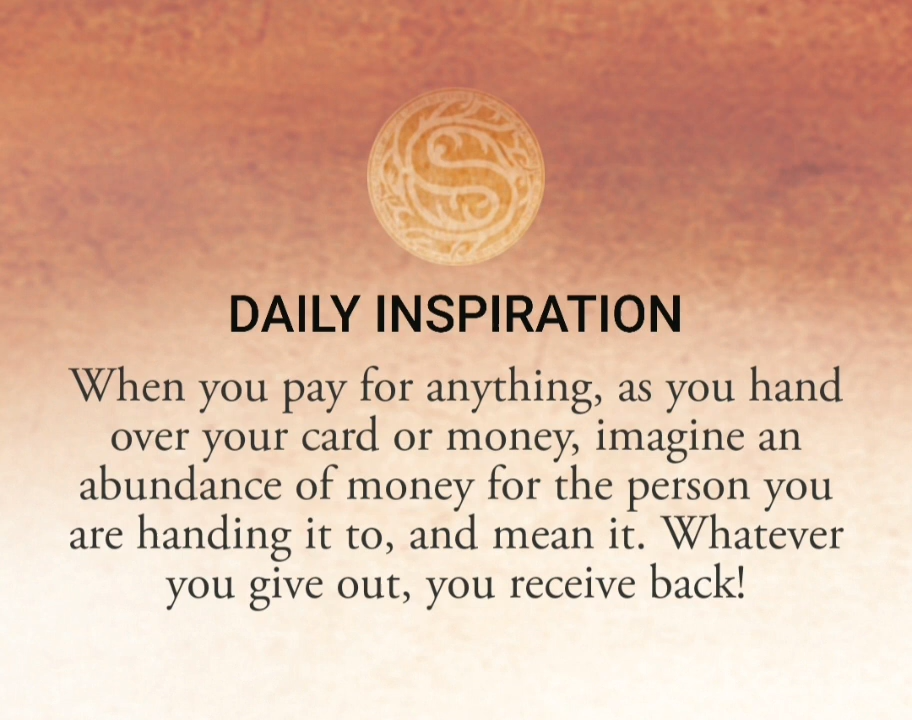 S
DAILY INSPIRATION
When you pay for anything, as you hand
over your card or money, imagine an
abundance of money for the person you
are handing it to, and mean it. Whatever
you give out, you receive back!